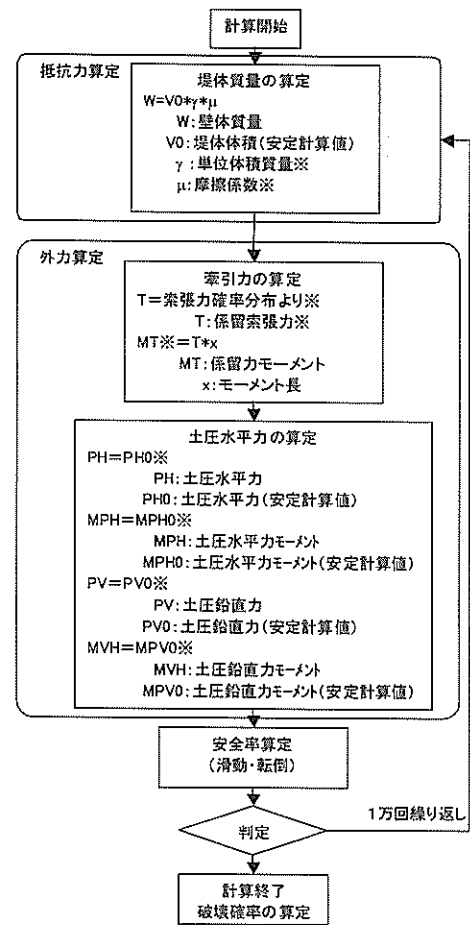 計算開始
抵抗力算定
堤体質量の算定
W=V0*γ*μ
W:壁体質量
V0:堤体体積(安定計算値)
γ:単位体積質量※
μ:摩擦係数※
外力算定
牽引力の算定
T=索張力確率分布より※
T:係留索張力※
MT※=T*x
MT:係留力モーメント
x:モーメント長
土圧水平力の算定
PH=PH0※
PH:土圧水平力
PH0:土圧水平力(安定計算値)
MPH=MPH0※
MPH:土圧水平力モーメント
MPH0:土圧水平力モーメント(安定計算値)
PV=PV0※
PV:土圧鉛直力
PV0:土圧鉛直力(安定計算値)
MVH=MPV0※
MVH:土圧鉛直力モーメント
MPV0:土圧鉛直力モーメント(安定計算値)
安全率算定
(滑動・転倒)
判定
1万回繰り返し
計算終了
破壊確率の算定